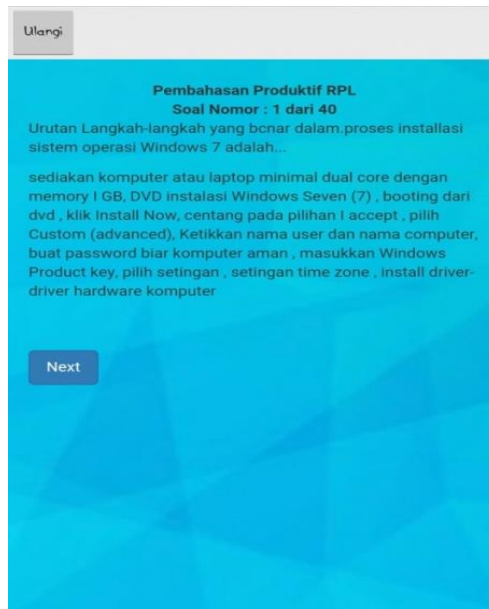 Ulangi
Pembahasan Produktif RPL
Soal Nomor : 1 dari 40
Urutan Langkah-langkah yang bcnar dalam.proses installasi
sistem operasi Windows 7 adalah...
sediakan komputer atau laptop minimal dual core dengan
memory I GB, DVD instalasi Windows Seven (7) , booting dari
dvd , klik Install Now, centang pada pilihan I accept , pilih
Custom (advanced), Ketikkan nama user dan nama computer,
buat password biar komputer aman , masukkan Windows
Product key, pilih setingan , setingan time zone , install driver-
driver hardware komputer
Next